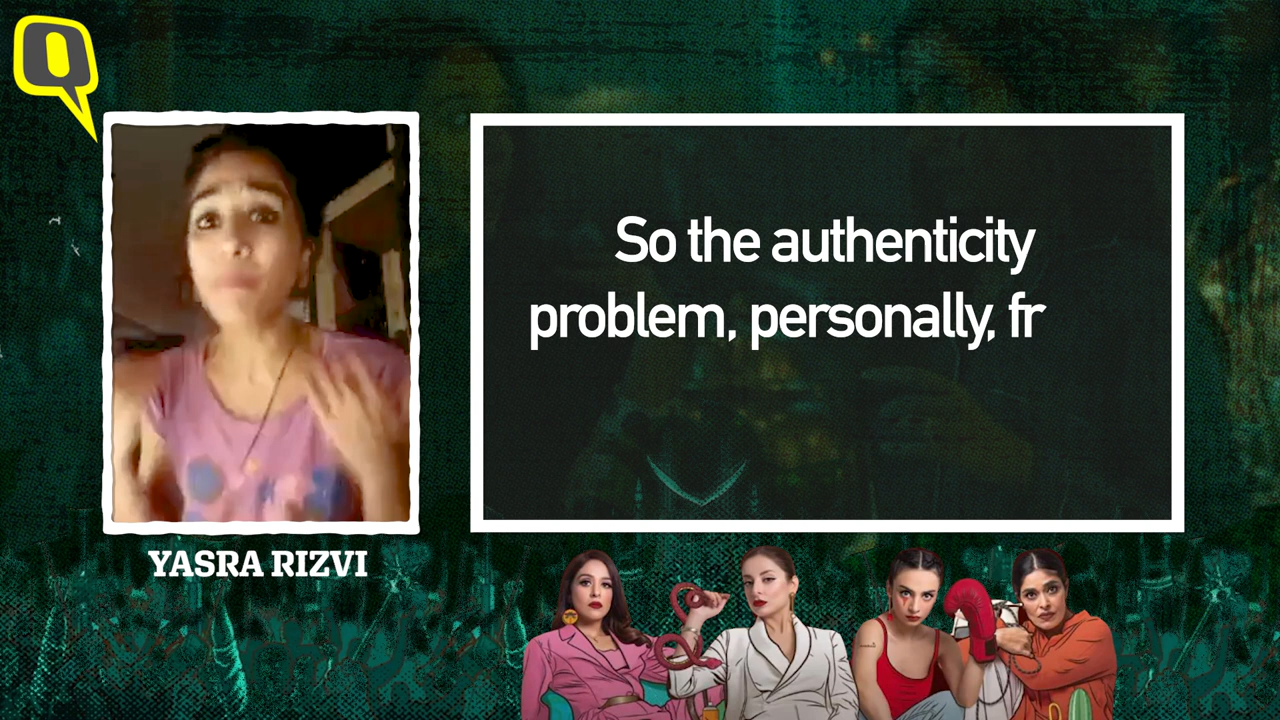 So the authenticity
problem, personally, fr
YASRA RIZVI